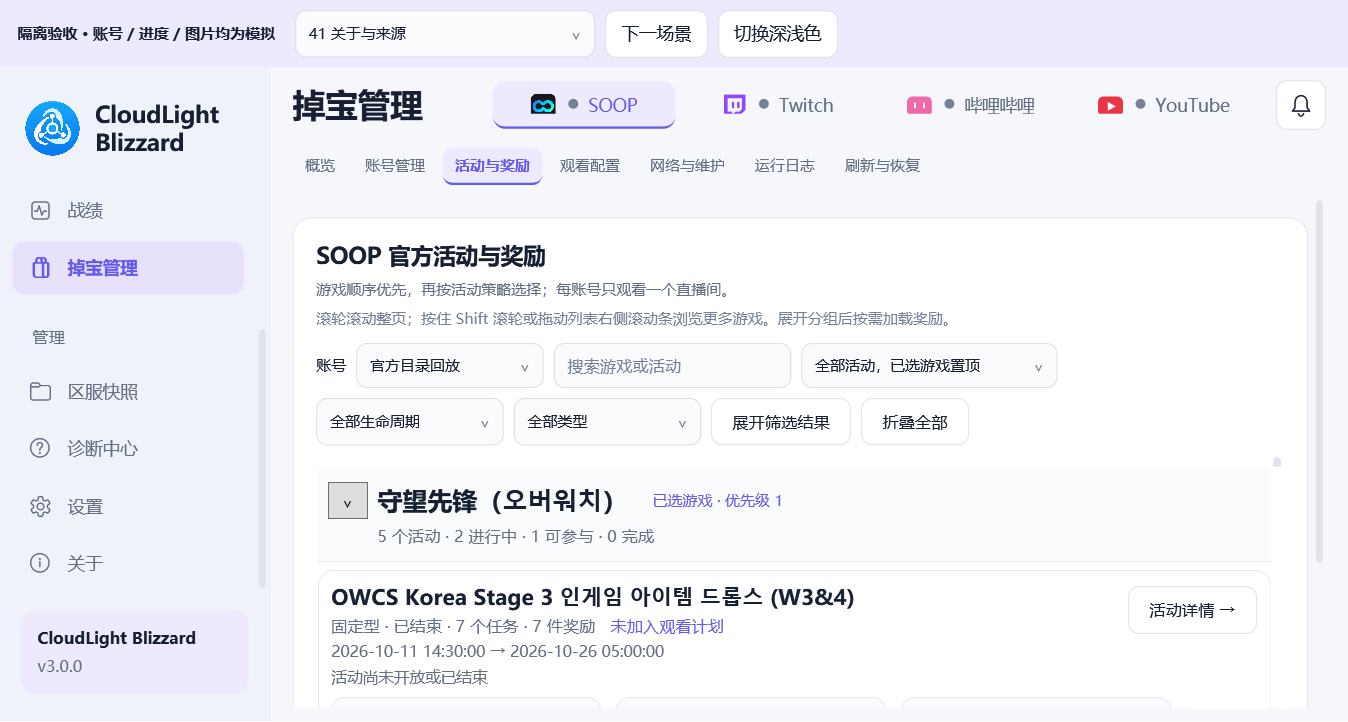 隔离验收 • 账号 / 进度 / 图片均为模拟
41 关于与来源
下一场景
切换深浅色
CloudLight
Blizzard
战绩
掉宝管理
管理
区服快照
诊断中心
设置
关于
CloudLight Blizzard
v3.0.0
掉宝管理
SOOP
Twitch
哔哩哔哩
YouTube
概览
账号管理
活动与奖励
观看配置
网络与维护
运行日志
刷新与恢复
SOOP 官方活动与奖励
游戏顺序优先，再按活动策略选择；每账号只观看一个直播间。
滚轮滚动整页；按住 Shift 滚轮或拖动列表右侧滚动条浏览更多游戏。展开分组后按需加载奖励。
账号
官方目录回放
搜索游戏或活动
全部活动，已选游戏置顶
全部生命周期
全部类型
展开筛选结果
折叠全部
守望先锋（오버워치）
已选游戏 · 优先级 1
5 个活动 · 2 进行中 · 1 可参与 · 0 完成
OWCS Korea Stage 3 인게임 아이템 드롭스 (W3&4)
活动详情 →
固定型 · 已结束 · 7 个任务 · 7 件奖励 未加入观看计划
2026-10-11 14:30:00 → 2026-10-26 05:00:00
活动尚未开放或已结束